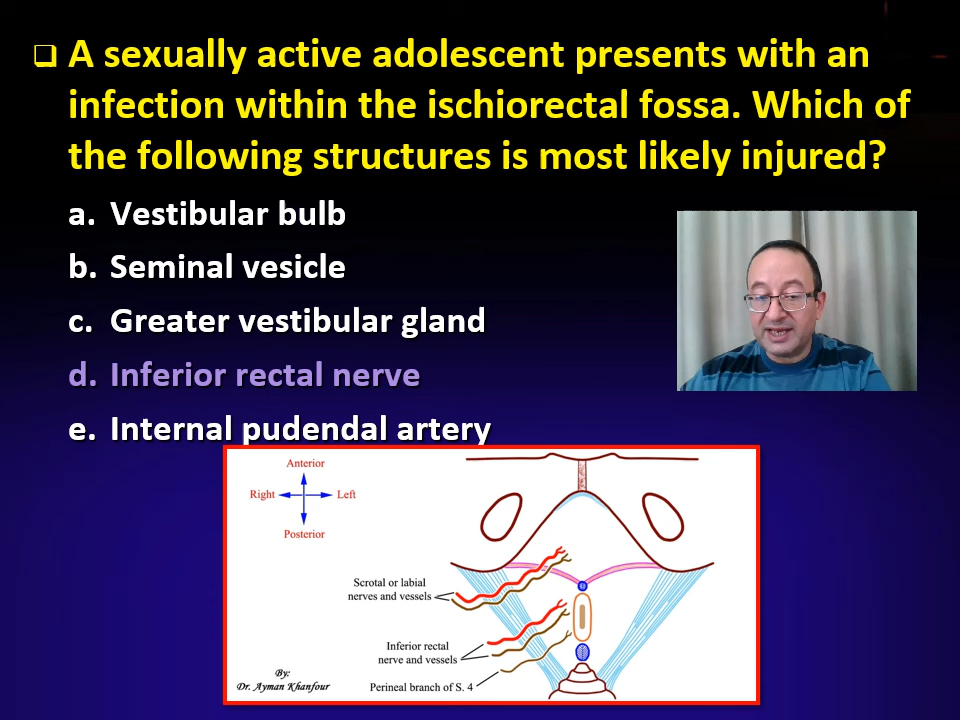 A sexually active adolescent presents with an
infection within the ischiorectal fossa. Which of
the following structures is most likely injured?
a. Vestibular bulb
b. Seminal vesicle
c. Greater vestibular gland
d. Inferior rectal nerve
e. Internal pudendal artery
Anterior
Right
Left
Posterior
Scrotal or labial
nerves and vessels
Inferior rectal
nerve and vessels
Perineal branch of S. 4
By:
Dr. Ayman Khanfour